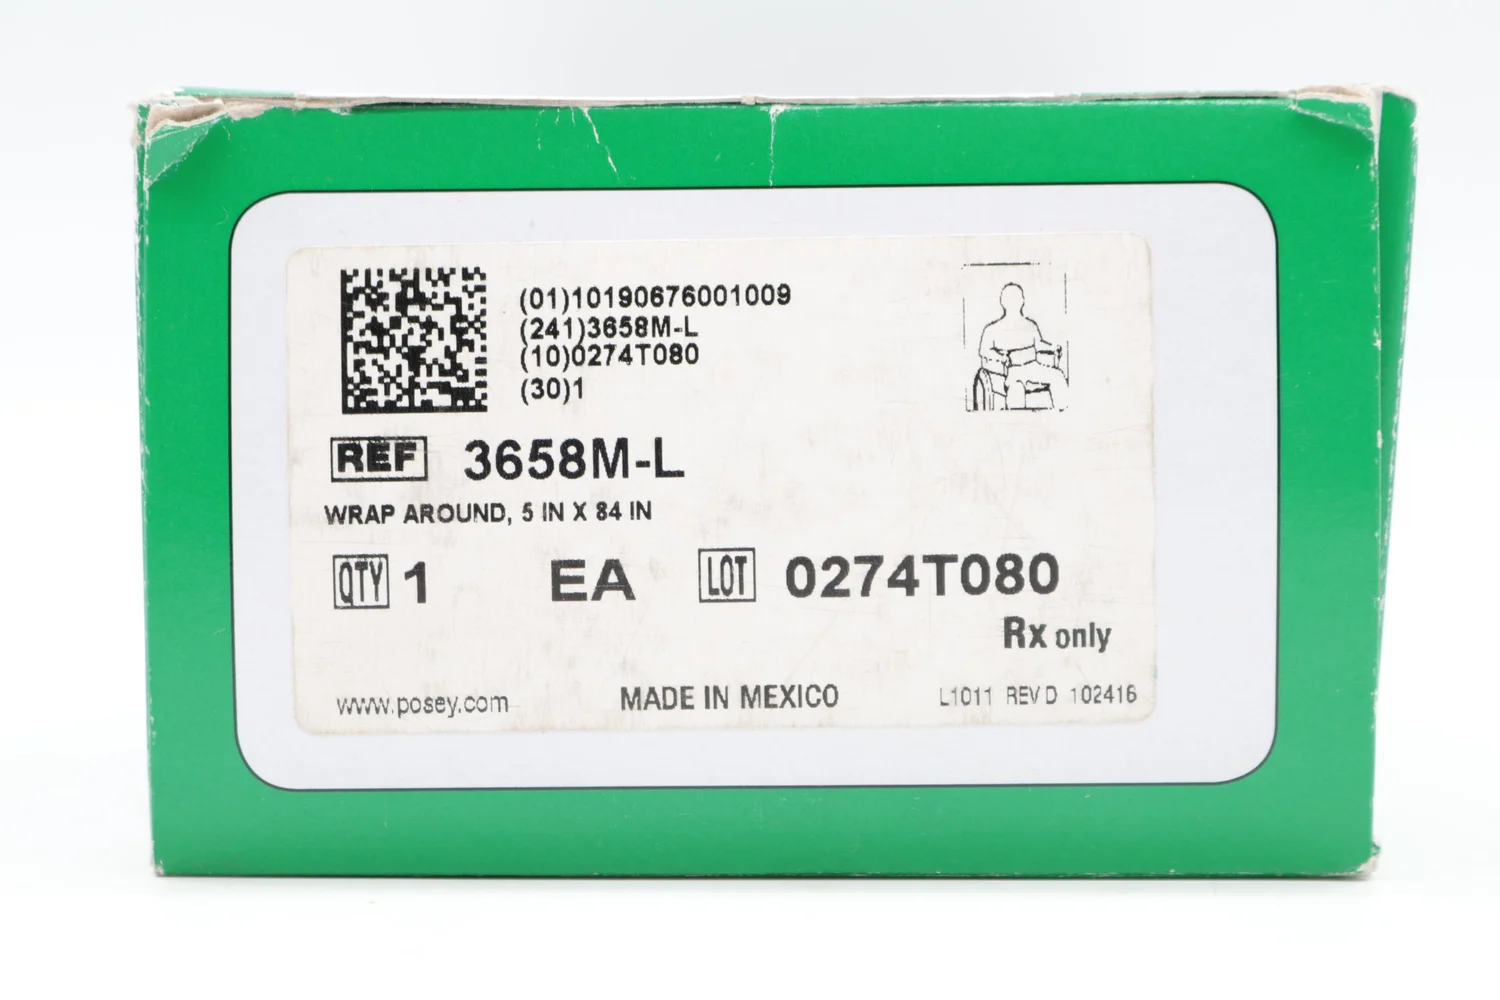 (01)10190676001009
(241)3658M-L
(10)0274T080
(30)1
REF 3658M-L
WRAP AROUND, 5 IN X 84 IN
QTY 1 EA LOT 0274T080
Rx only
www.posey.com MADE IN MEXICO L1011 REV D 102416